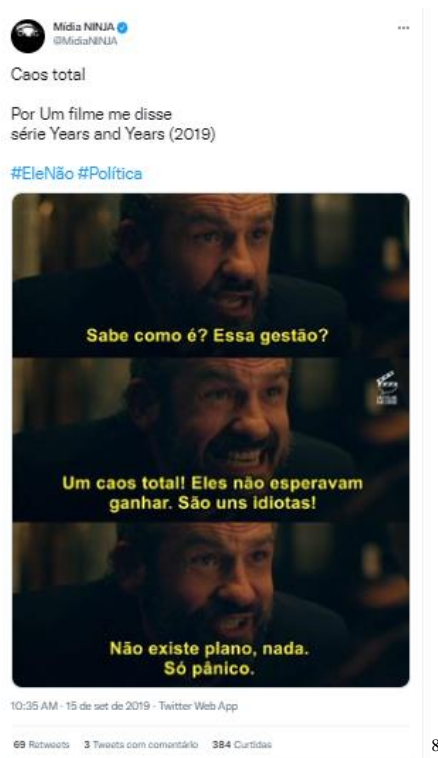 Mídia NINJA
@MidiaNINJA
Caos total
Por Um filme me disse
série Years and Years (2019)
#EleNão #Política
Sabe como é? Essa gestão?
Um caos total! Eles não esperavam
ganhar. São uns idiotas!
Não existe plano, nada.
Só pânico.
10:35 AM · 15 de set de 2019 · Twitter Web App
69 Retweets 3 Tweets com comentário 384 Curtidas
8